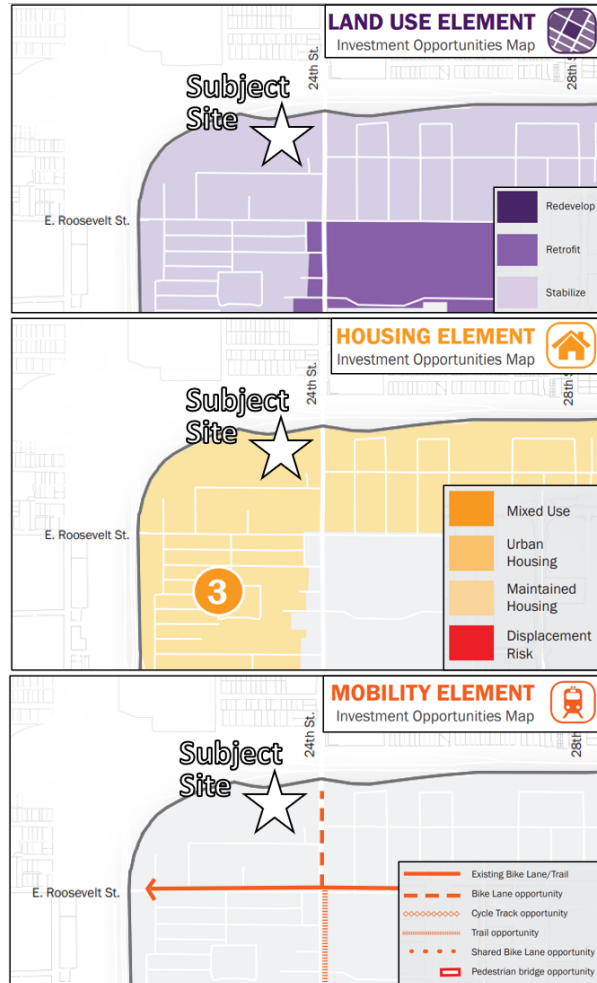 LAND USE ELEMENT
Investment Opportunities Map
24th St.
28th S
Subject
Site
E. Roosevelt St.
Redevelop
Retrofit
Stabilize
HOUSING ELEMENT
Investment Opportunities Map
24th St.
28th S
Subject
Site
E. Roosevelt St.
3
Mixed Use
Urban
Housing
Maintained
Housing
Displacement
Risk
MOBILITY ELEMENT
Investment Opportunities Map
24th St.
28th S
Subject
Site
E. Roosevelt St.
Existing Bike Lane/Trail
Bike Lane opportunity
Cycle Track opportunity
Trail opportunity
Shared Bike Lane opportunity
Pedestrian bridge opportunity